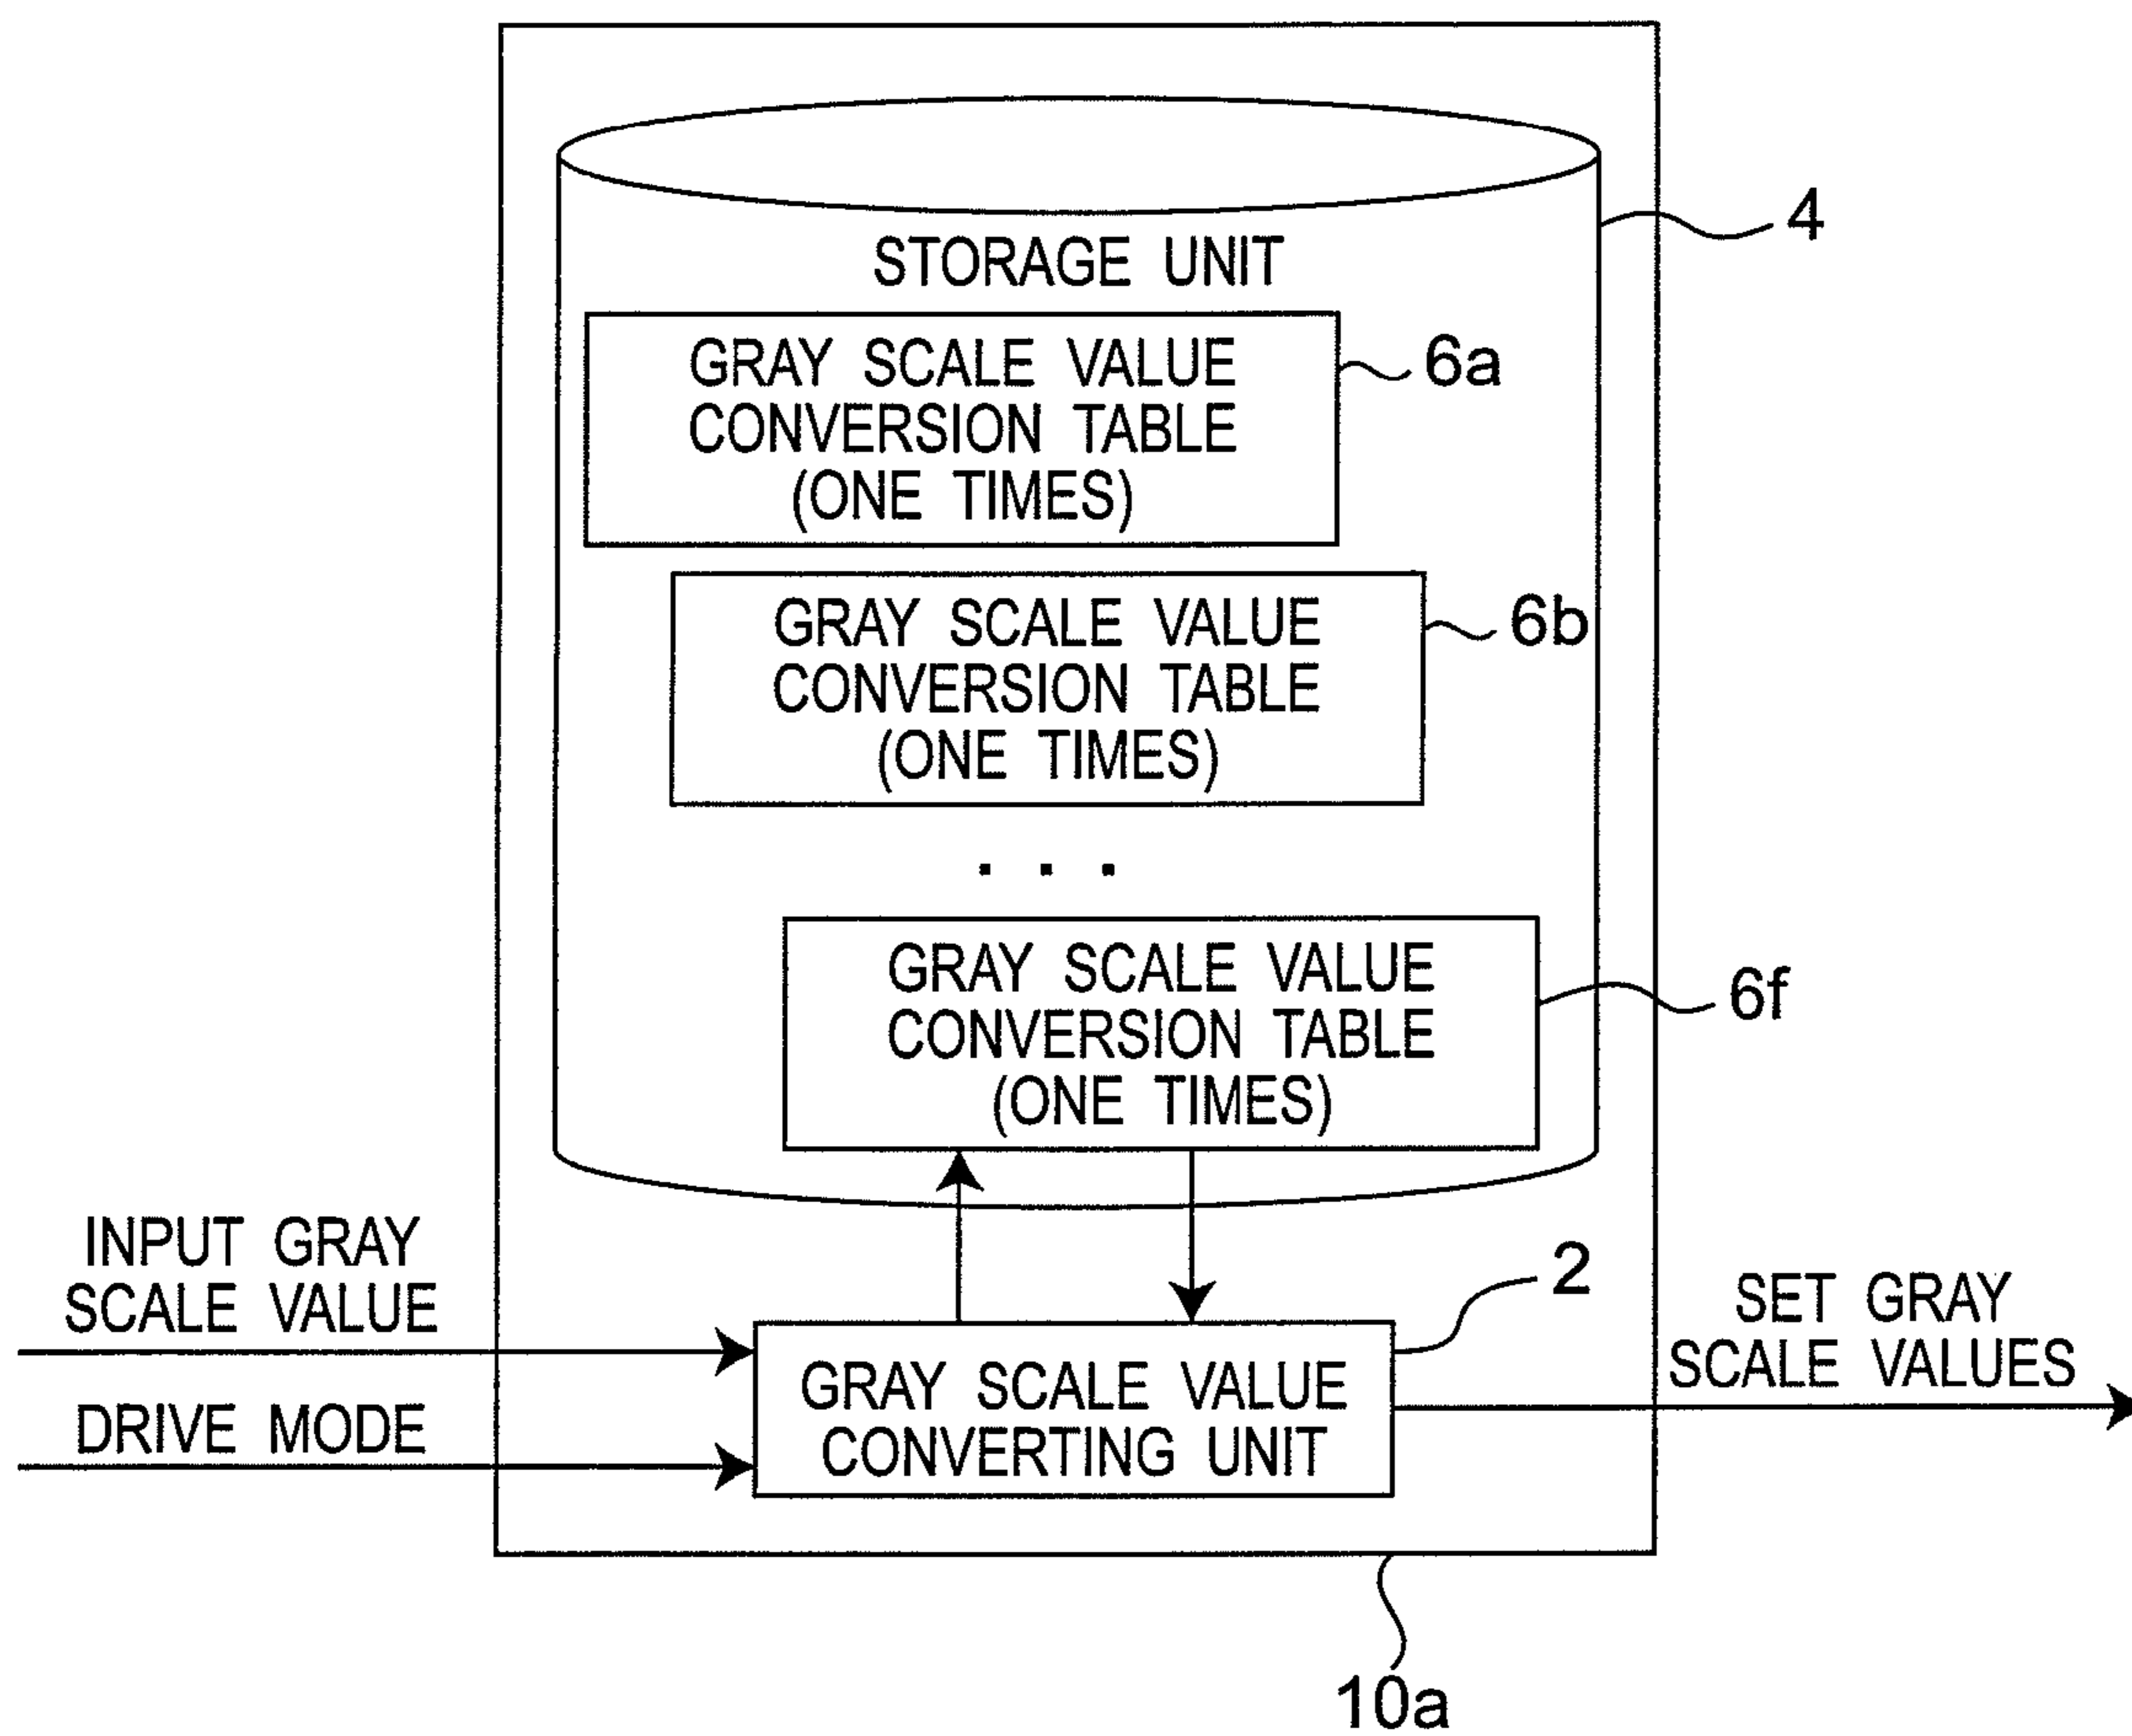 4
STORAGE UNIT
GRAY SCALE VALUE
CONVERSION TABLE
(ONE TIMES)
6a
GRAY SCALE VALUE
CONVERSION TABLE
(ONE TIMES)
6b
. . .
GRAY SCALE VALUE
CONVERSION TABLE
(ONE TIMES)
6f
INPUT GRAY
SCALE VALUE
DRIVE MODE
2
GRAY SCALE VALUE
CONVERTING UNIT
SET GRAY
SCALE VALUES
10a